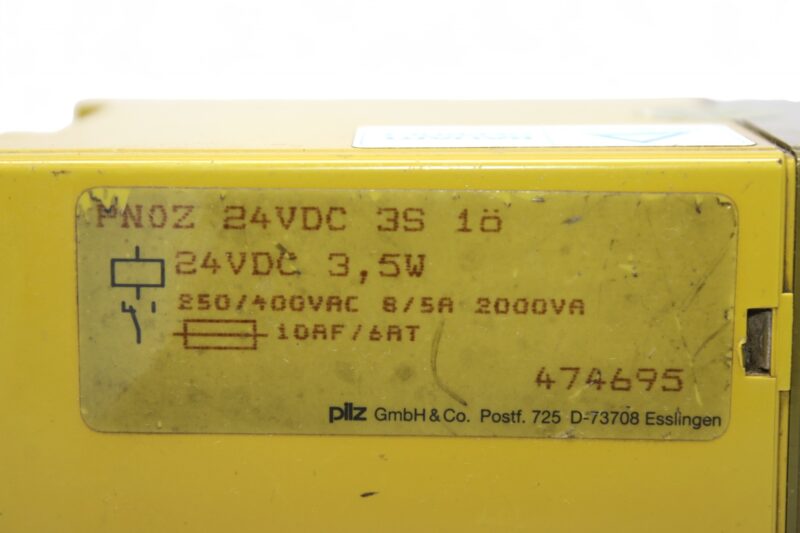 PNOZ 24VDC 3S 1ö
24VDC 3,5W
250/400VAC 8/5A 2000VA
10AF/6AT
474695
pilz GmbH & Co. Postf. 725 D-73708 Esslingen